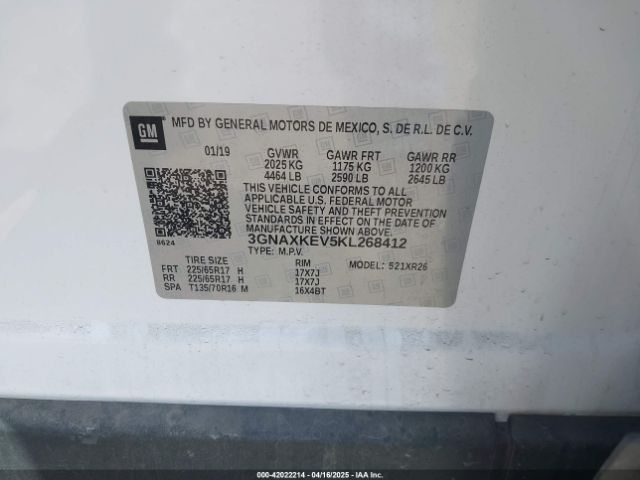 GM
MFD BY GENERAL MOTORS DE MEXICO, S. DE R.L. DE C.V.
01/19 GVWR GAWR FRT GAWR RR
2025 KG 1175 KG 1200 KG
4464 LB 2590 LB 2645 LB
THIS VEHICLE CONFORMS TO ALL
APPLICABLE U.S. FEDERAL MOTOR
VEHICLE SAFETY AND THEFT PREVENTION
STANDARDS IN EFFECT ON THE DATE OF
MANUFACTURE SHOWN ABOVE.
8624 3GNAXKEV5KL268412
TYPE: M.P.V. MODEL: 521XR26
TIRE SIZE RIM
FRT 225/65R17 H 17X7J
RR 225/65R17 H 17X7J
SPA T135/70R16 M 16X4BT
000-42022214 | 04/16/2025 - IAA Inc.